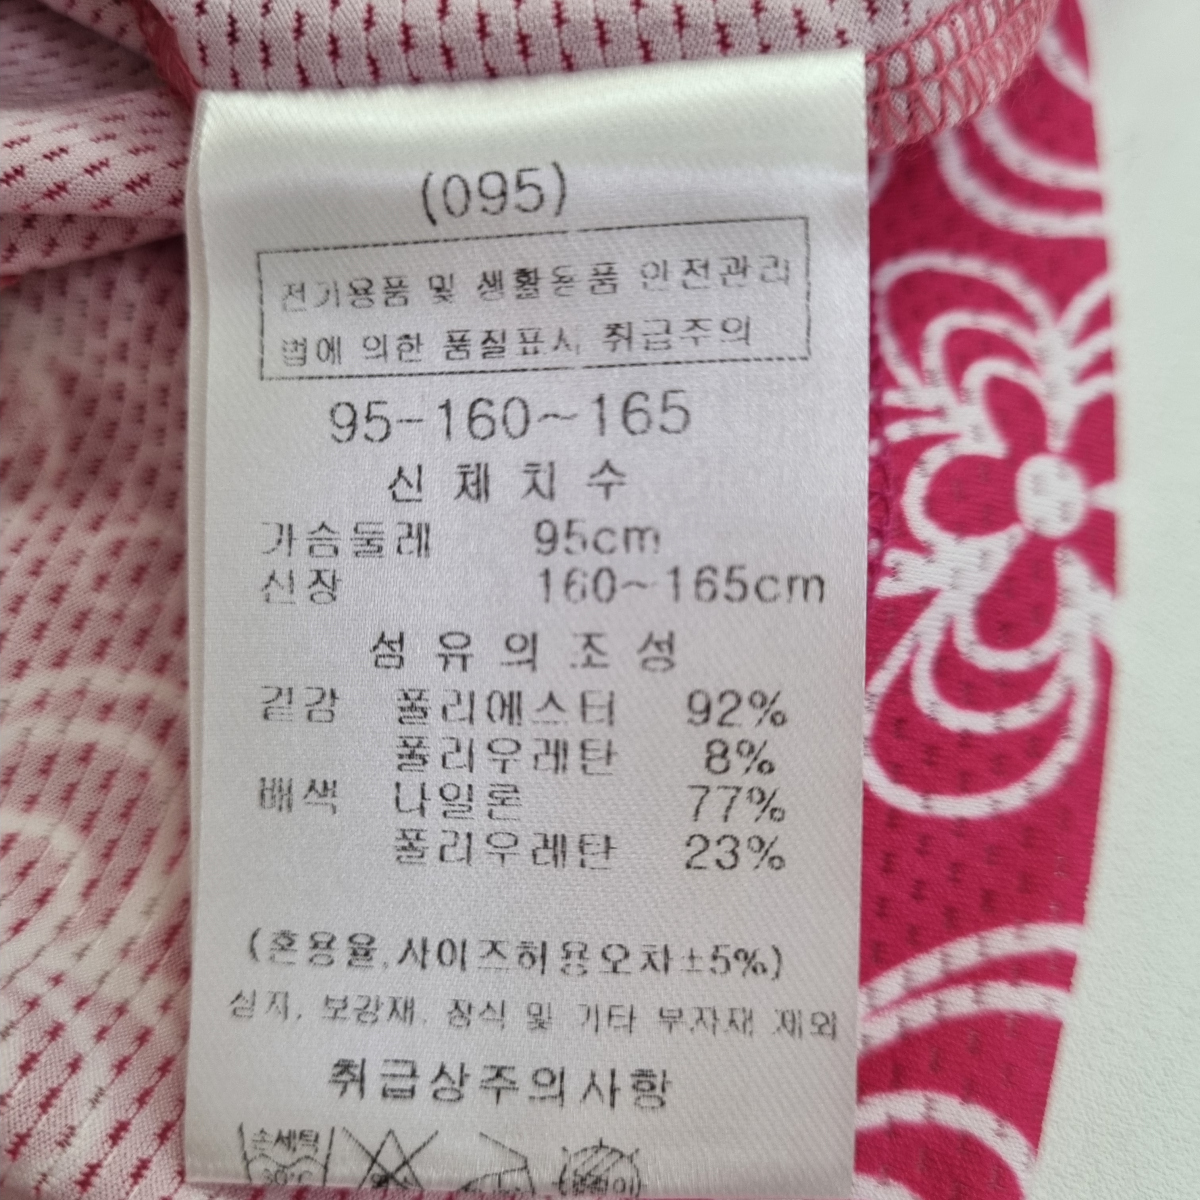 (095)
전기용품 및 생활용품 안전관리
법에 의한 품질표시 취급주의
95-160~165
신 체 치 수
가슴둘레 95cm
신장 160~165cm
섬 유 의 조 성
겉감 폴리에스터 92%
폴리우레탄 8%
배색 나일론 77%
폴리우레탄 23%
(혼용율,사이즈허용오차±5%)
심지, 보강재, 장식 및 기타 부자재 제외
취급상주의사항
손세탁
30°C